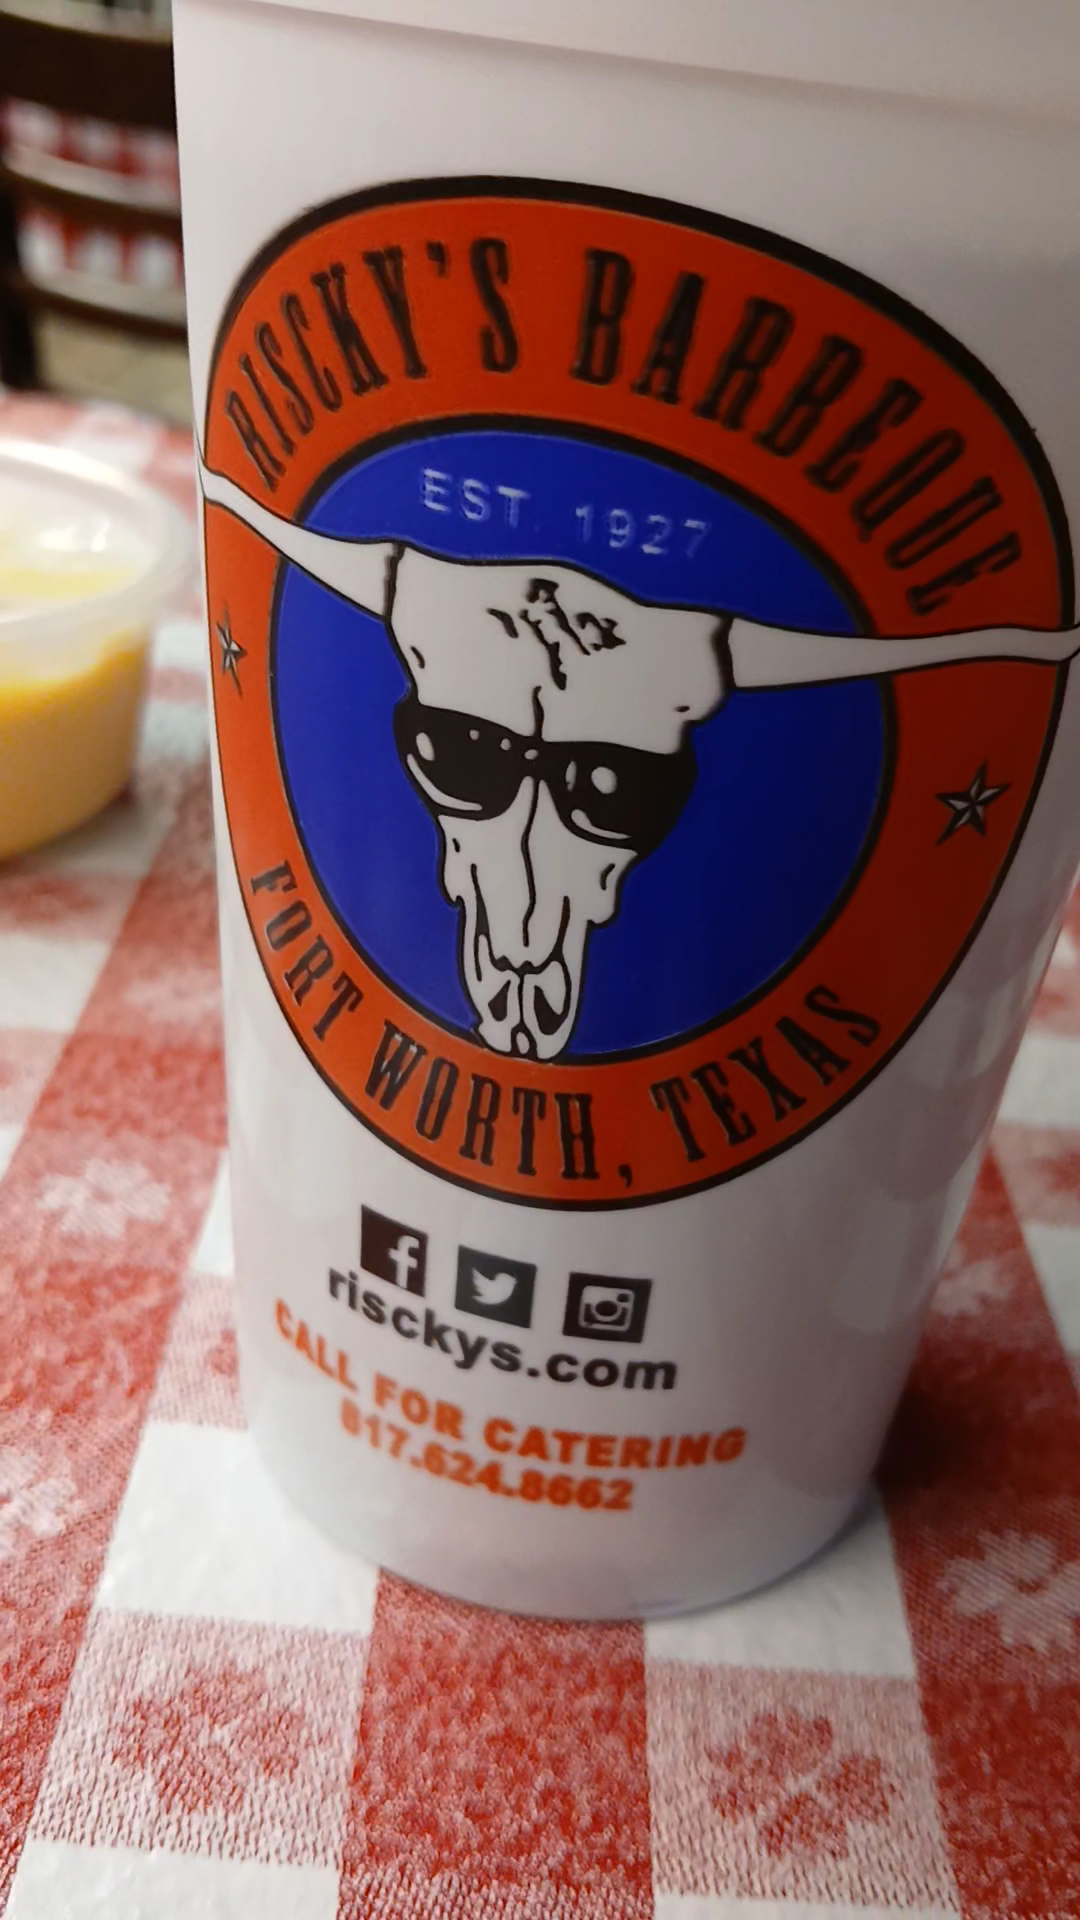 RISCKY'S BARBEQUE
EST. 1927
FORT WORTH, TEXAS
risckys.com
CALL FOR CATERING
817.624.8662